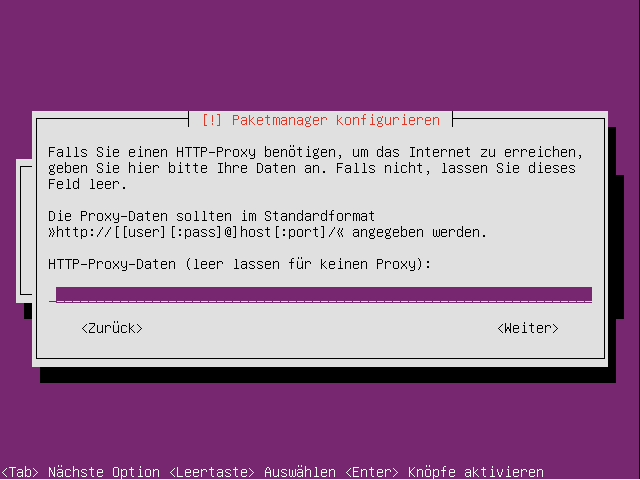 [!] Paketmanager konfigurieren
Falls Sie einen HTTP-Proxy benötigen, um das Internet zu erreichen,
geben Sie hier bitte Ihre Daten an. Falls nicht, lassen Sie dieses
Feld leer.
Die Proxy-Daten sollten im Standardformat
»http://[[user][:pass]@]host[:port]/« angegeben werden.
HTTP-Proxy-Daten (leer lassen für keinen Proxy):
<Zurück> <Weiter>
<Tab> Nächste Option <Leertaste> Auswählen <Enter> Knöpfe aktivieren